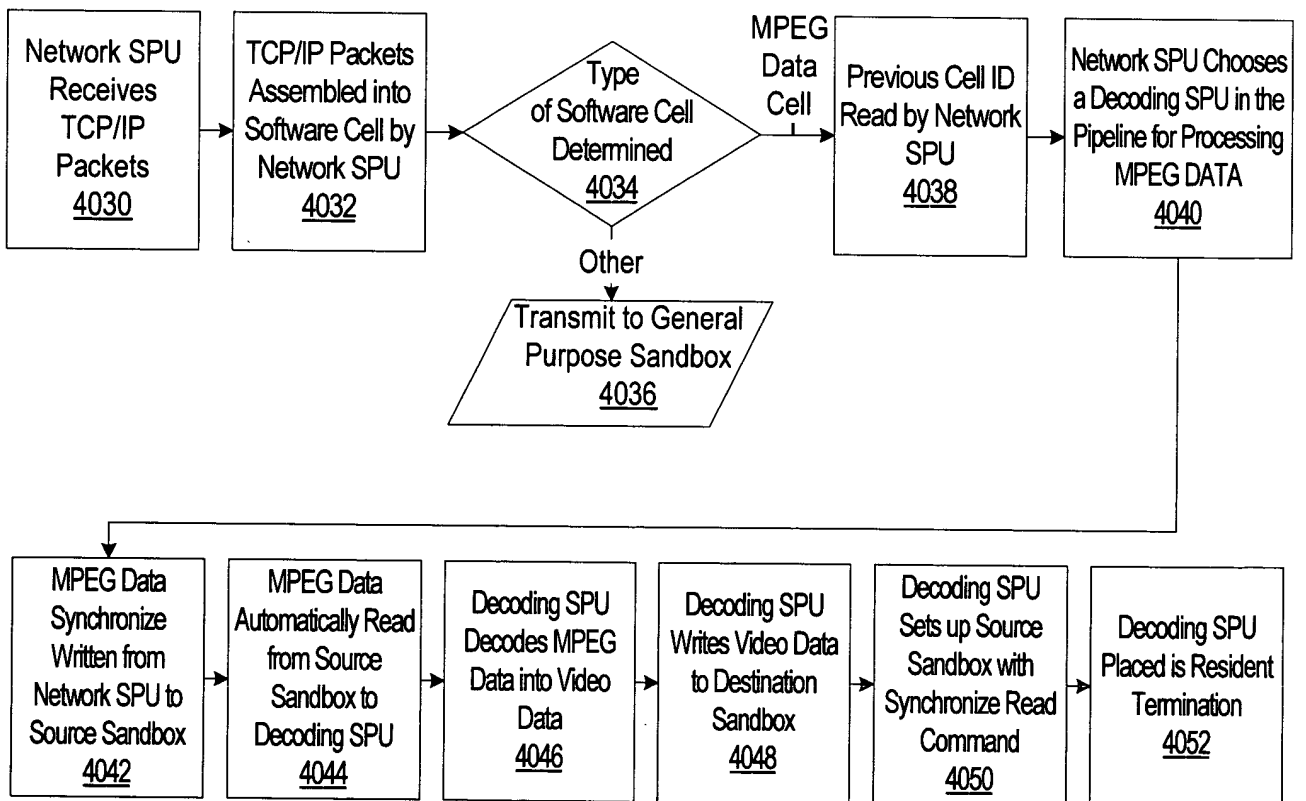 Network SPU
Receives
TCP/IP
Packets
4030
TCP/IP Packets
Assembled into
Software Cell by
Network SPU
4032
Type
of Software Cell
Determined
4034
MPEG
Data
Cell
Previous Cell ID
Read by Network
SPU
4038
Network SPU Chooses
a Decoding SPU in the
Pipeline for Processing
MPEG DATA
4040
Other
Transmit to General
Purpose Sandbox
4036
MPEG Data
Synchronize
Written from
Network SPU to
Source Sandbox
4042
MPEG Data
Automatically Read
from Source
Sandbox to
Decoding SPU
4044
Decoding SPU
Decodes MPEG
Data into Video
Data
4046
Decoding SPU
Writes Video Data
to Destination
Sandbox
4048
Decoding SPU
Sets up Source
Sandbox with
Synchronize Read
Command
4050
Decoding SPU
Placed is Resident
Termination
4052